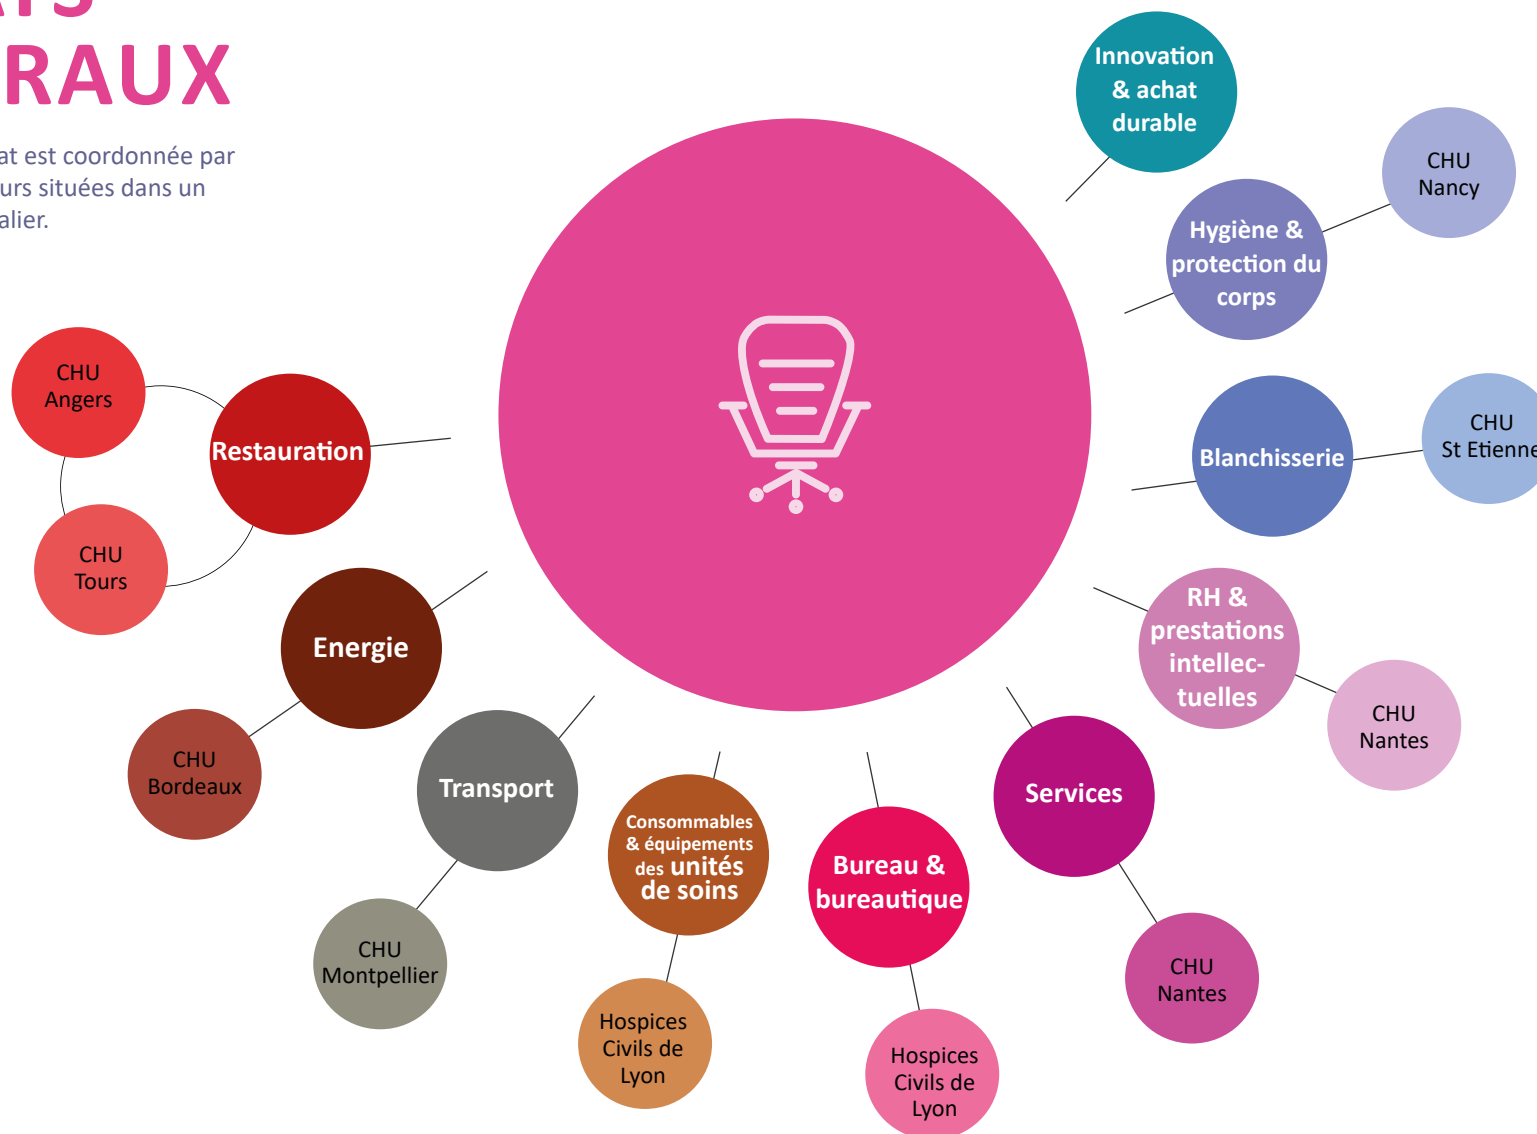 RAUX
at est coordonnée par
urs situées dans un
alier.
Innovation
& achat
durable
CHU
Nancy
Hygiène &
protection du
corps
CHU
Angers
Restauration
Blanchisserie
CHU
St Etienne
CHU
Tours
Energie
RH &
prestations
intellec-
tuelles
CHU
Nantes
CHU
Bordeaux
Transport
Services
Consommables
& équipements
des unités
de soins
Bureau &
bureautique
CHU
Montpellier
CHU
Nantes
Hospices
Civils de
Lyon
Hospices
Civils de
Lyon